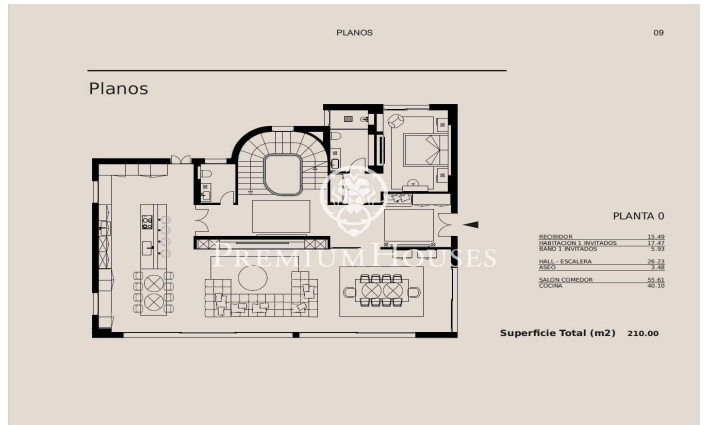 PLANOS
09
Planos
PREMIUM HOUSES
PLANTA 0
RECIBIDOR 15.49
HABITACION 1 INVITADOS 17.47
BANO 1 INVITADOS 5.93
HALL - ESCALERA 26.23
ASEO 3.48
SALON COMEDOR 55.61
COCINA 40.10
Superficie Total (m2) 210.00